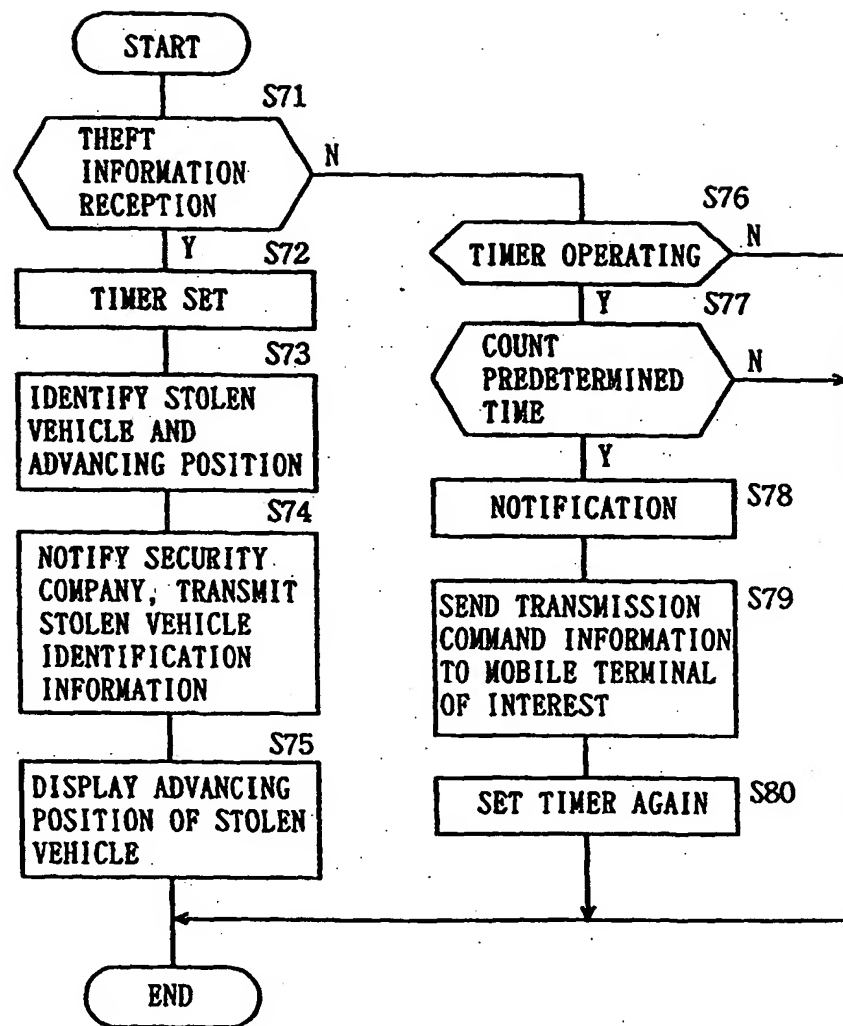 START
S71
THEFT
INFORMATION
RECEPTION
N
Y
S72
TIMER SET
S73
IDENTIFY STOLEN
VEHICLE AND
ADVANCING POSITION
S74
NOTIFY SECURITY
COMPANY, TRANSMIT
STOLEN VEHICLE
IDENTIFICATION
INFORMATION
S75
DISPLAY ADVANCING
POSITION OF STOLEN
VEHICLE
END
S76
TIMER OPERATING
N
Y
S77
COUNT
PREDETERMINED
TIME
N
Y
NOTIFICATION
S78
SEND TRANSMISSION
COMMAND INFORMATION
TO MOBILE TERMINAL
OF INTEREST
S79
SET TIMER AGAIN
S80